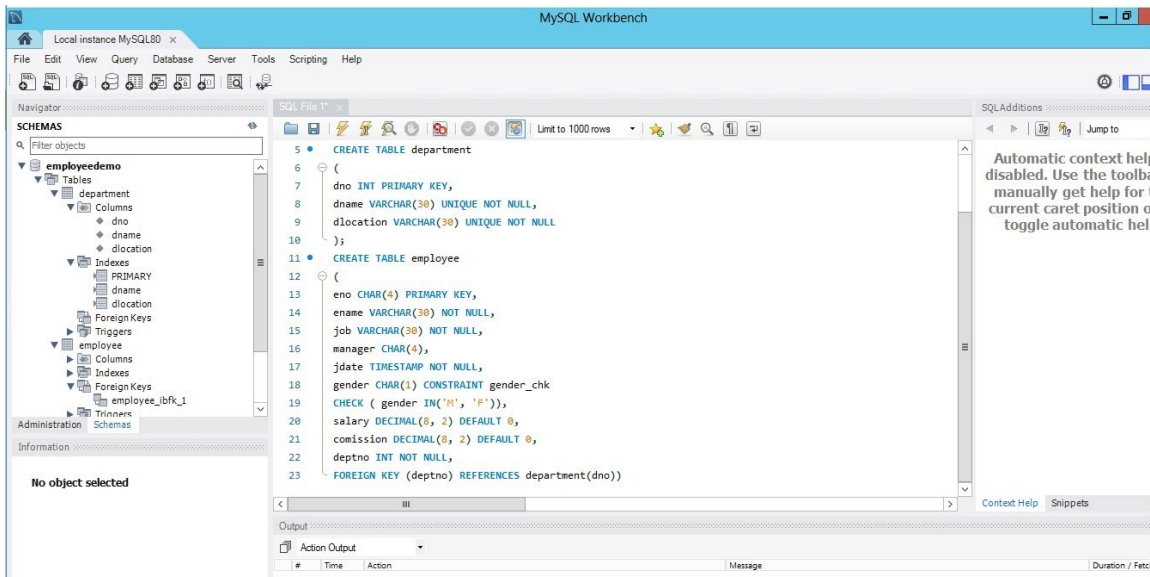 MySQL Workbench
Local instance MySQL80 ×
File Edit View Query Database Server Tools Scripting Help
Navigator
SCHEMAS
Filter objects
employeedemo
Tables
department
Columns
dno
dname
dlocation
Indexes
PRIMARY
dname
dlocation
Foreign Keys
Triggers
employee
Columns
Indexes
Foreign Keys
employee_ibfk_1
Triggers
Administration Schemas
Information
No object selected
SQL File 1* ×
Limit to 1000 rows
5 CREATE TABLE department
6 (
7 dno INT PRIMARY KEY,
8 dname VARCHAR(30) UNIQUE NOT NULL,
9 dlocation VARCHAR(30) UNIQUE NOT NULL
10 );
11 CREATE TABLE employee
12 (
13 eno CHAR(4) PRIMARY KEY,
14 ename VARCHAR(30) NOT NULL,
15 job VARCHAR(30) NOT NULL,
16 manager CHAR(4),
17 jdate TIMESTAMP NOT NULL,
18 gender CHAR(1) CONSTRAINT gender_chk
19 CHECK ( gender IN('M', 'F')),
20 salary DECIMAL(8, 2) DEFAULT 0,
21 comission DECIMAL(8, 2) DEFAULT 0,
22 deptno INT NOT NULL,
23 FOREIGN KEY (deptno) REFERENCES department(dno))
Output
Action Output
# Time Action Message Duration / Fetc
SQLAdditions
Jump to
Automatic context help
disabled. Use the toolba
manually get help for
current caret position o
toggle automatic hel
Context Help Snippets